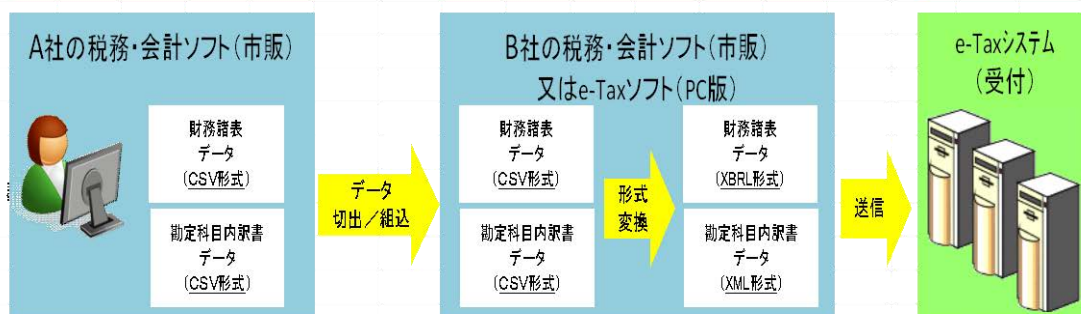 A社の税務・会計ソフト（市販）
財務諸表
データ
（CSV形式）
勘定科目内訳書
データ
（CSV形式）
データ
切出／組込
B社の税務・会計ソフト（市販）
又はe-Taxソフト（PC版）
財務諸表
データ
（CSV形式）
勘定科目内訳書
データ
（CSV形式）
形式
変換
財務諸表
データ
（XBRL形式）
勘定科目内訳書
データ
（XML形式）
送信
e-Taxシステム
（受付）